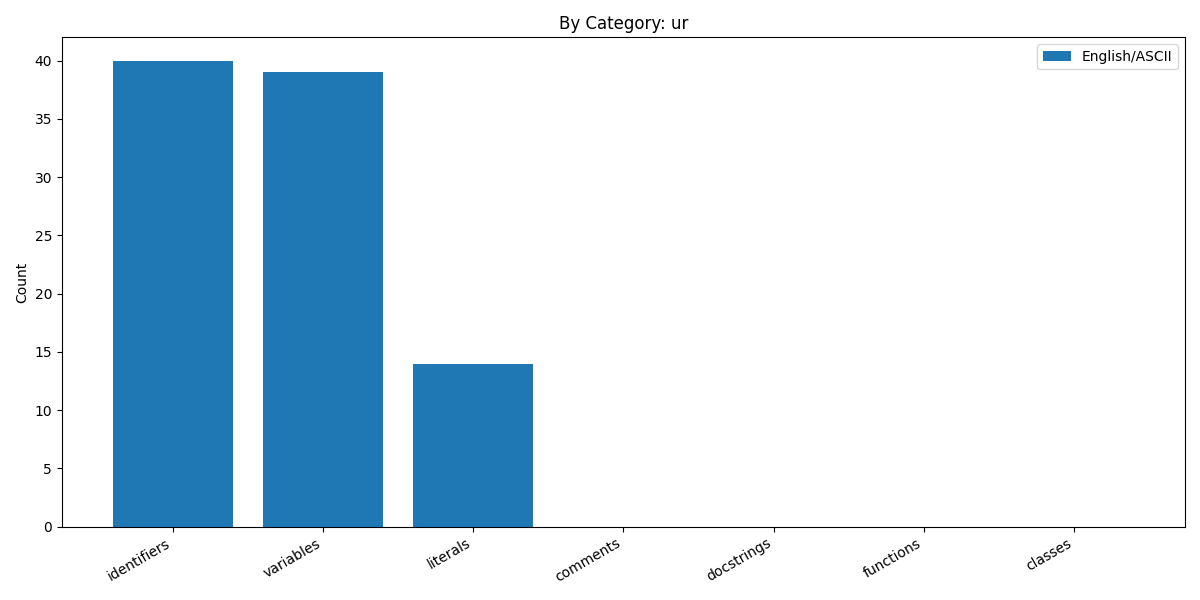 By Category: ur
English/ASCII
Count
40
35
30
25
20
15
10
5
0
identifiers
variables
literals
comments
docstrings
functions
classes